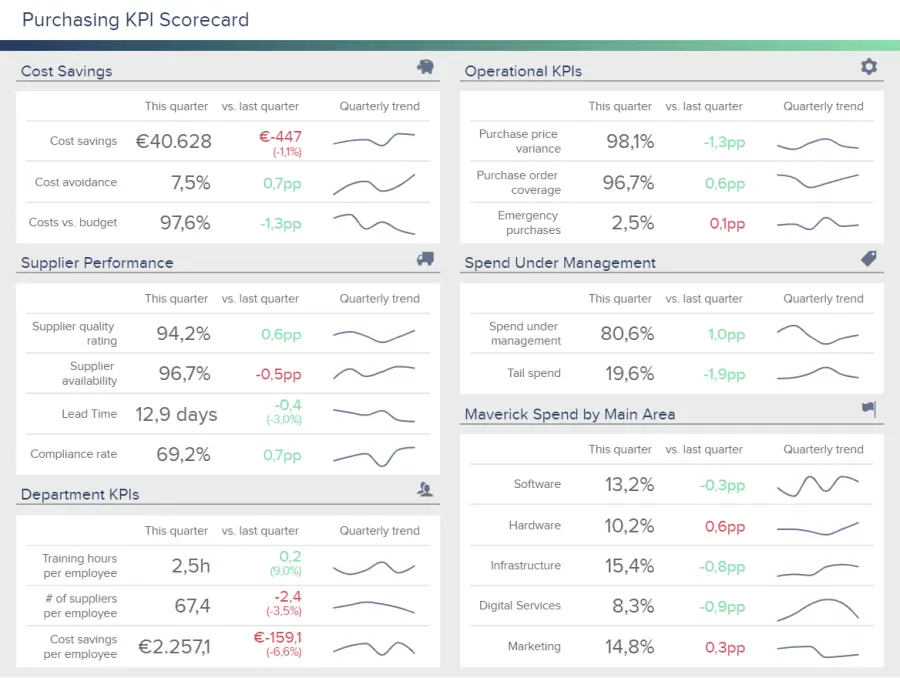 Purchasing KPI Scorecard
Cost Savings
This quarter vs. last quarter Quarterly trend
Cost savings €40.628 €-447 (-1,1%)
Cost avoidance 7,5% 0,7pp
Costs vs. budget 97,6% -1,3pp
Supplier Performance
This quarter vs. last quarter Quarterly trend
Supplier quality rating 94,2% 0,6pp
Supplier availability 96,7% -0,5pp
Lead Time 12,9 days -0,4 (-3,0%)
Compliance rate 69,2% 0,7pp
Department KPIs
This quarter vs. last quarter Quarterly trend
Training hours per employee 2,5h 0,2 (9,0%)
# of suppliers per employee 67,4 -2,4 (-3,5%)
Cost savings per employee €2.257,1 €-159,1 (-6,6%)
Operational KPIs
This quarter vs. last quarter Quarterly trend
Purchase price variance 98,1% -1,3pp
Purchase order coverage 96,7% 0,6pp
Emergency purchases 2,5% 0,1pp
Spend Under Management
This quarter vs. last quarter Quarterly trend
Spend under management 80,6% 1,0pp
Tail spend 19,6% -1,9pp
Maverick Spend by Main Area
This quarter vs. last quarter Quarterly trend
Software 13,2% -0,3pp
Hardware 10,2% 0,6pp
Infrastructure 15,4% -0,8pp
Digital Services 8,3% -0,9pp
Marketing 14,8% 0,3pp